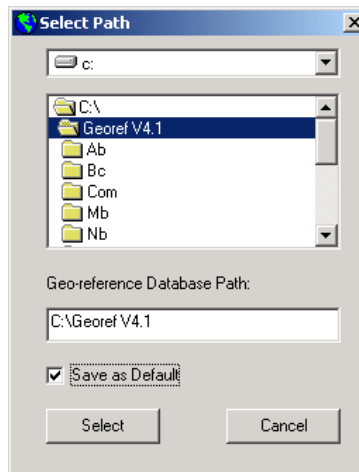 Select Path
c:
C:\
Georef V4.1
Ab
Bc
Com
Mb
Nb
Geo-reference Database Path:
C:\Georef V4.1
Save as Default
Select
Cancel